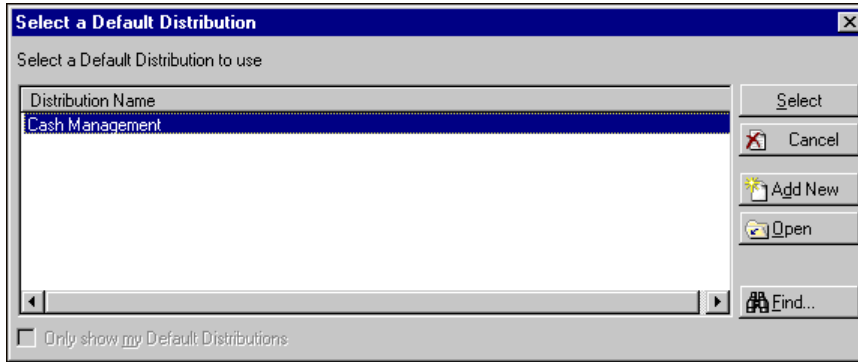 Select a Default Distribution
Select a Default Distribution to use
Distribution Name
Cash Management
Select
Cancel
Add New
Open
Find...
Only show my Default Distributions